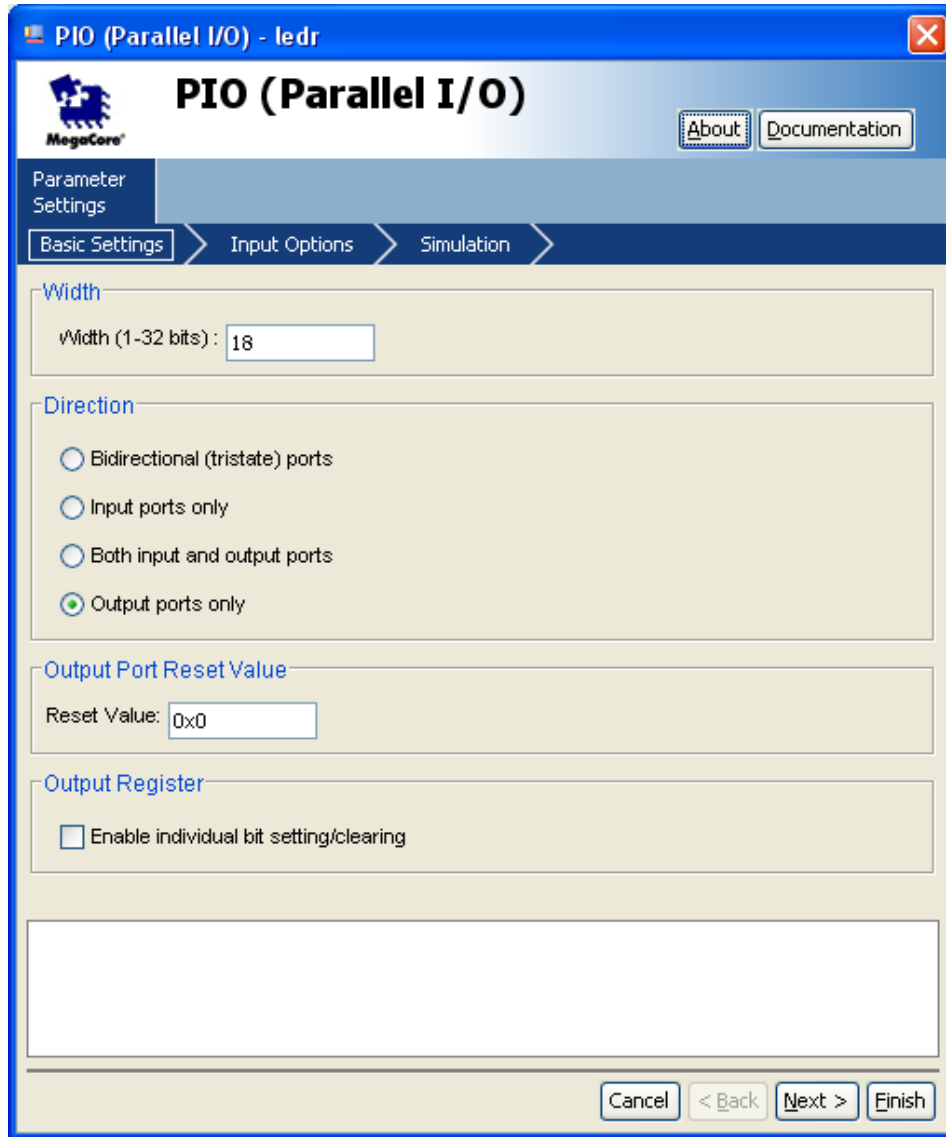 PIO (Parallel I/O) - ledr
PIO (Parallel I/O)
MegaCore®
About
Documentation
Parameter
Settings
Basic Settings
Input Options
Simulation
Width
Width (1-32 bits) : 18
Direction
Bidirectional (tristate) ports
Input ports only
Both input and output ports
Output ports only
Output Port Reset Value
Reset Value: 0x0
Output Register
Enable individual bit setting/clearing
Cancel
< Back
Next >
Finish